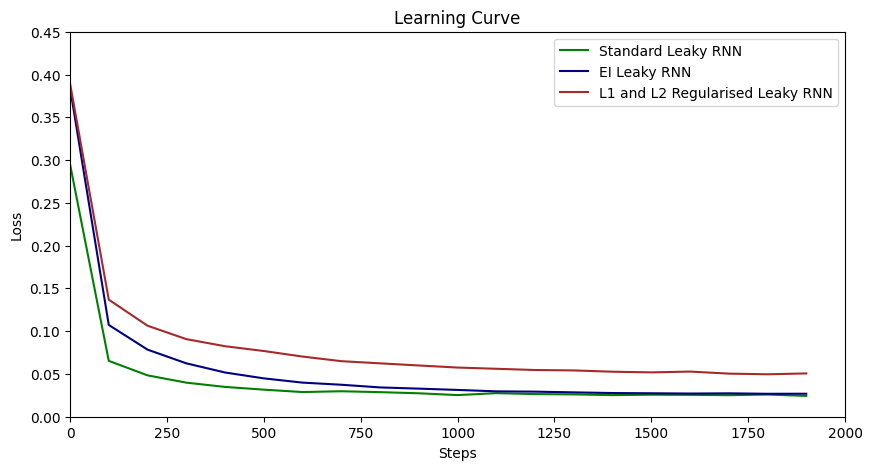 Learning Curve
Standard Leaky RNN
EI Leaky RNN
L1 and L2 Regularised Leaky RNN
0.45
0.40
0.35
0.30
0.25
0.20
0.15
0.10
0.05
0.00
Loss
0 250 500 750 1000 1250 1500 1750 2000
Steps